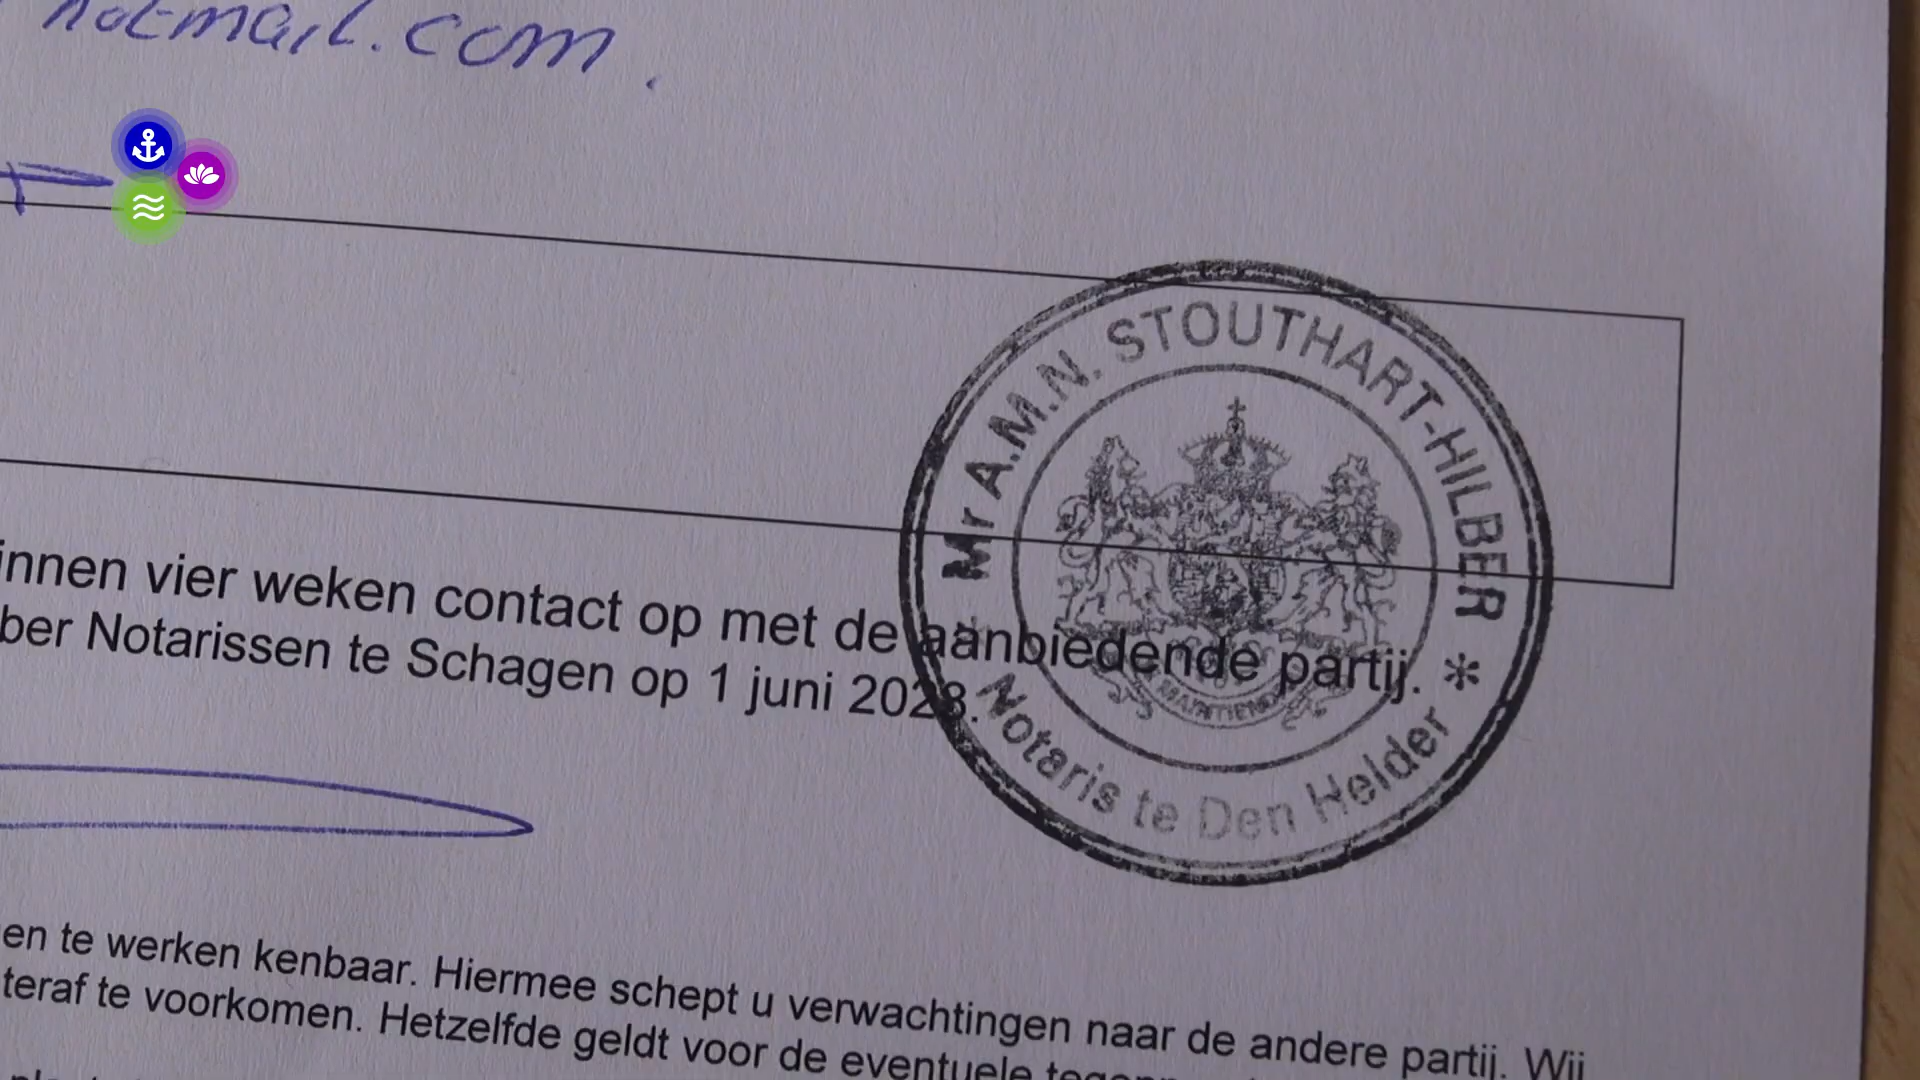 hotmail.com.
Mr A.M.N. STOUTHART-HILBER *
innen vier weken contact op met de aanbiedende partij.
ber Notarissen te Schagen op 1 juni 2023.
MAINTIENDRAI
Notaris te Den Helder
en te werken kenbaar. Hiermee schept u verwachtingen naar de andere partij. Wij
teraf te voorkomen. Hetzelfde geldt voor de eventuele